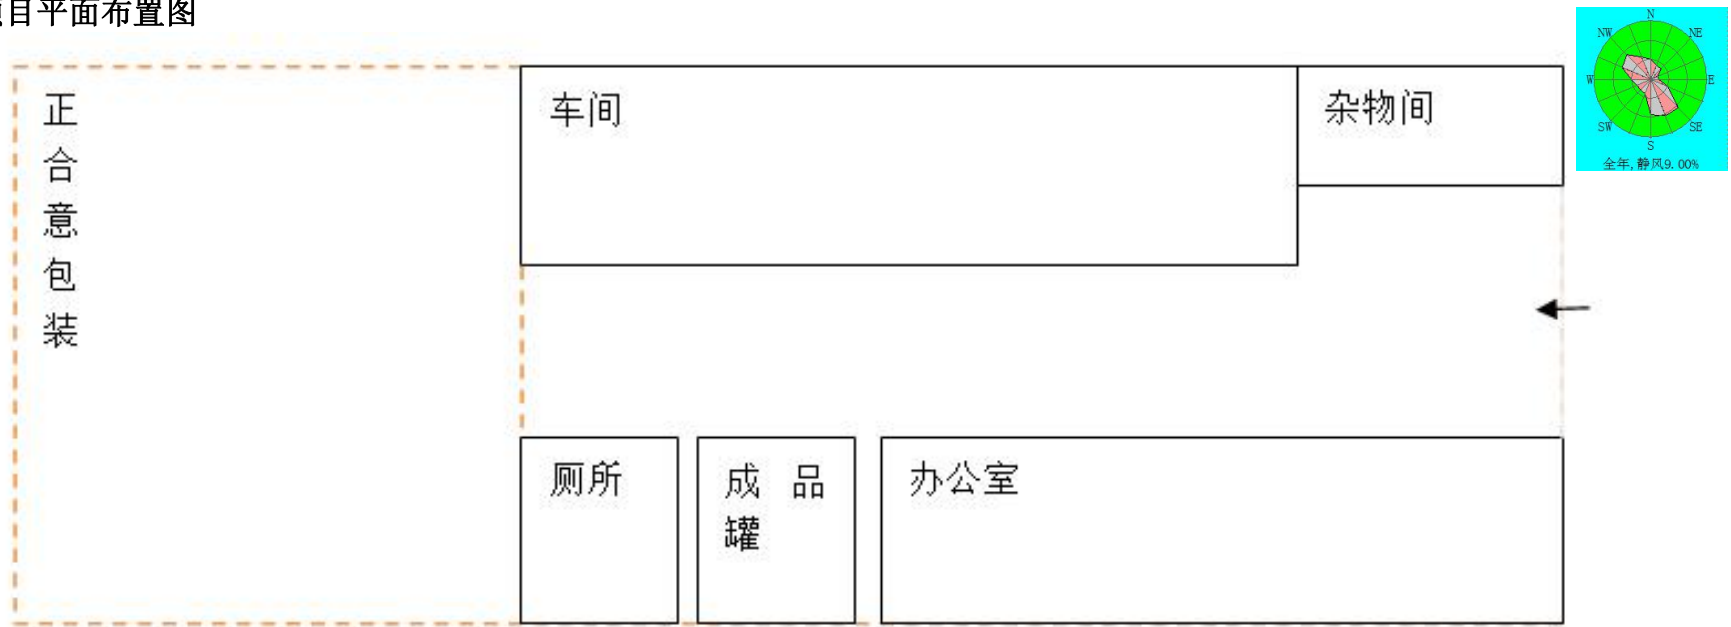 目平面布置图
正
合
意
包
装
车间
杂物间
N
NW
NE
W
E
SW
SE
S
全年,静风9.00%
厕所
成 品
罐
办公室